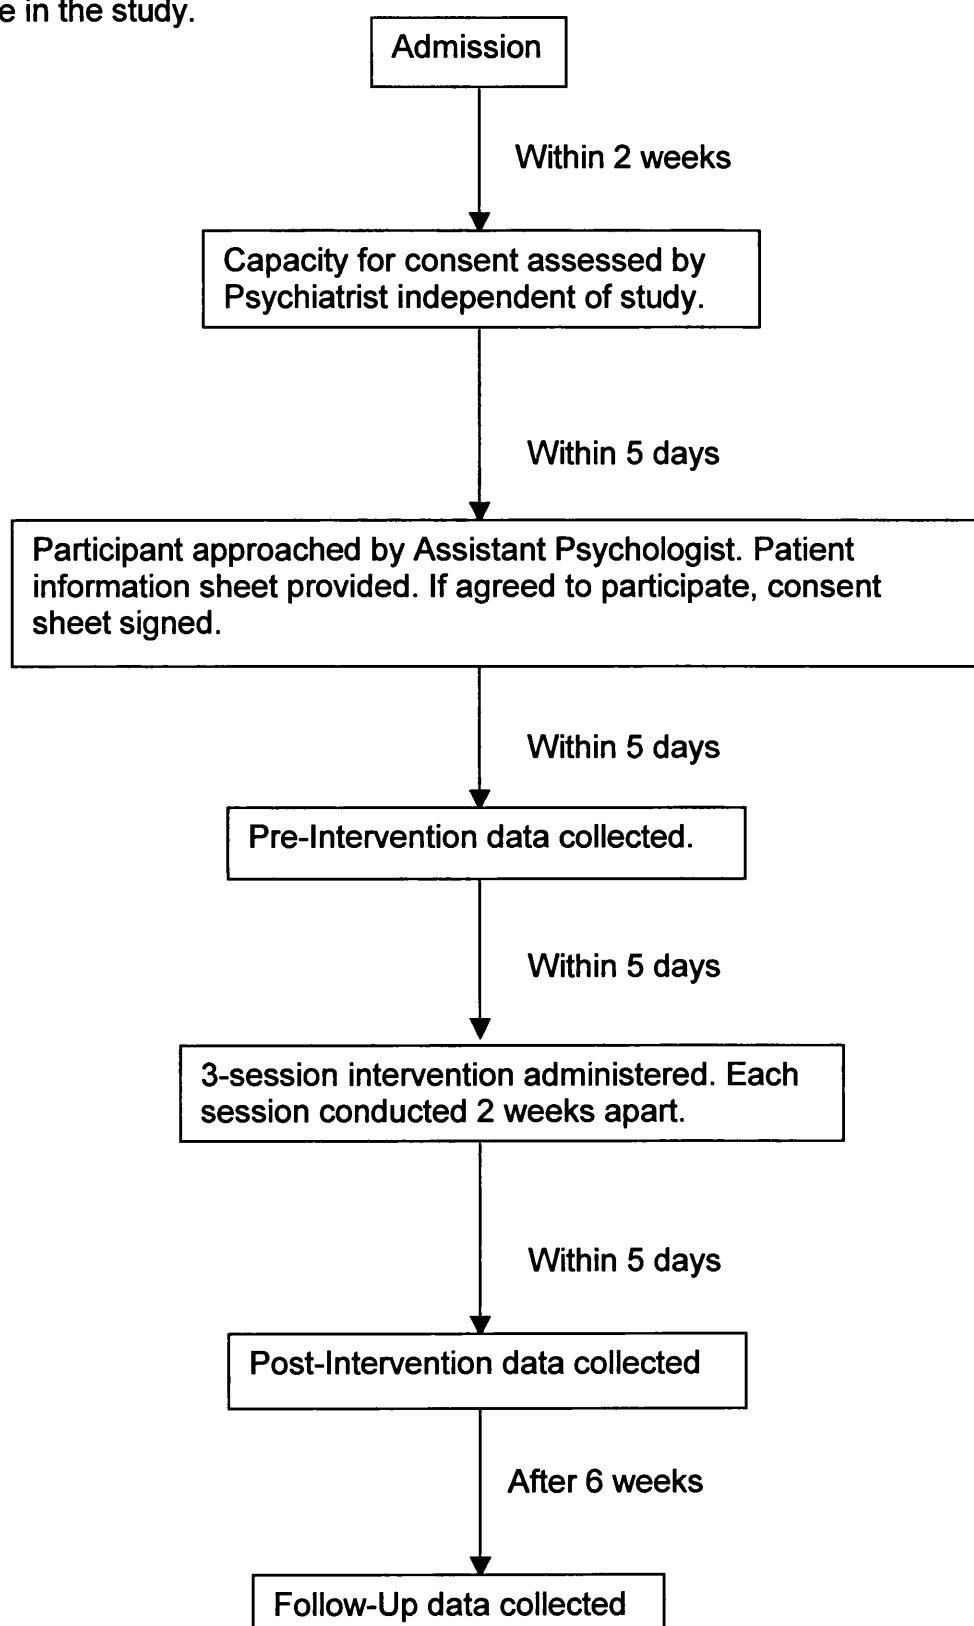 e in the study.
Admission
Within 2 weeks
Capacity for consent assessed by
Psychiatrist independent of study.
Within 5 days
Participant approached by Assistant Psychologist. Patient
information sheet provided. If agreed to participate, consent
sheet signed.
Within 5 days
Pre-Intervention data collected.
Within 5 days
3-session intervention administered. Each
session conducted 2 weeks apart.
Within 5 days
Post-Intervention data collected
After 6 weeks
Follow-Up data collected